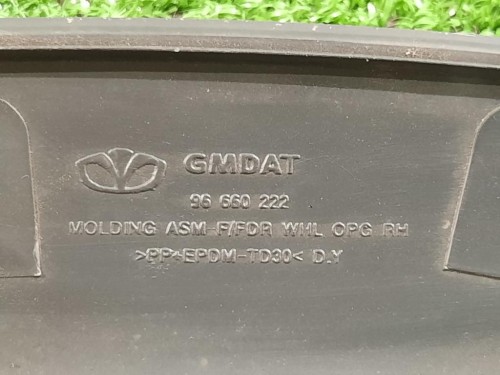 GMDAT
96 660 222
MOLDING ASM-F/FDR WHL OPG RH
>PP+EPDM-TD30< D.Y